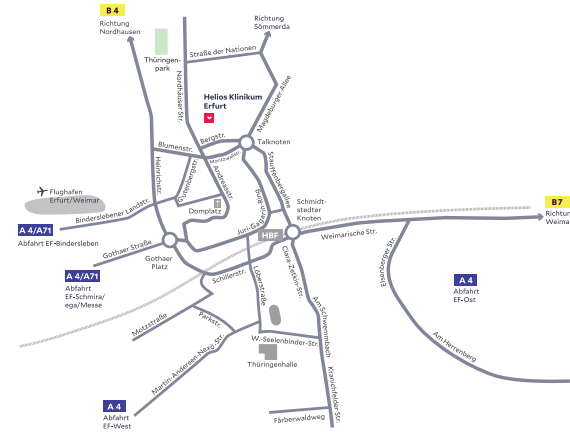 B 4
Richtung
Nordhausen
Richtung
Sömmerda
Thüringen-
park
Straße der Nationen
Nordhäuser Str.
Magdeburger Allee
Helios Klinikum
Erfurt
Talknoten
Bergstr.
Blumenstr.
Moritzwallstr.
Heinrichstr.
Gutenbergstr.
Andreasstr.
Stauffenbergallee
Domplatz
Flughafen
Erfurt/Weimar
Binderslebener Landstr.
A 4/A71
Abfahrt EF-Bindersleben
Gothaer Straße
A 4/A71
Abfahrt
EF-Schmira/
ega/Messe
Gothaer
Platz
Juri-Gagarin-Ring
HBF
Schmidt-
stedter
Knoten
B7
Richtung
Weimar
Weimarische Str.
Eisenberger Str.
A 4
Abfahrt
EF-Ost
Am Herrenberg
Schillerstr.
Löberstraße
Clara-Zetkin-Str.
Am Schwemmbach
Motzstraße
Parkstr.
W.-Seelenbinder-Str.
Thüringenhalle
Martin-Andersen-Nexö-Str.
Kranichfelder Str.
A 4
Abfahrt
EF-West
Färberwaldweg